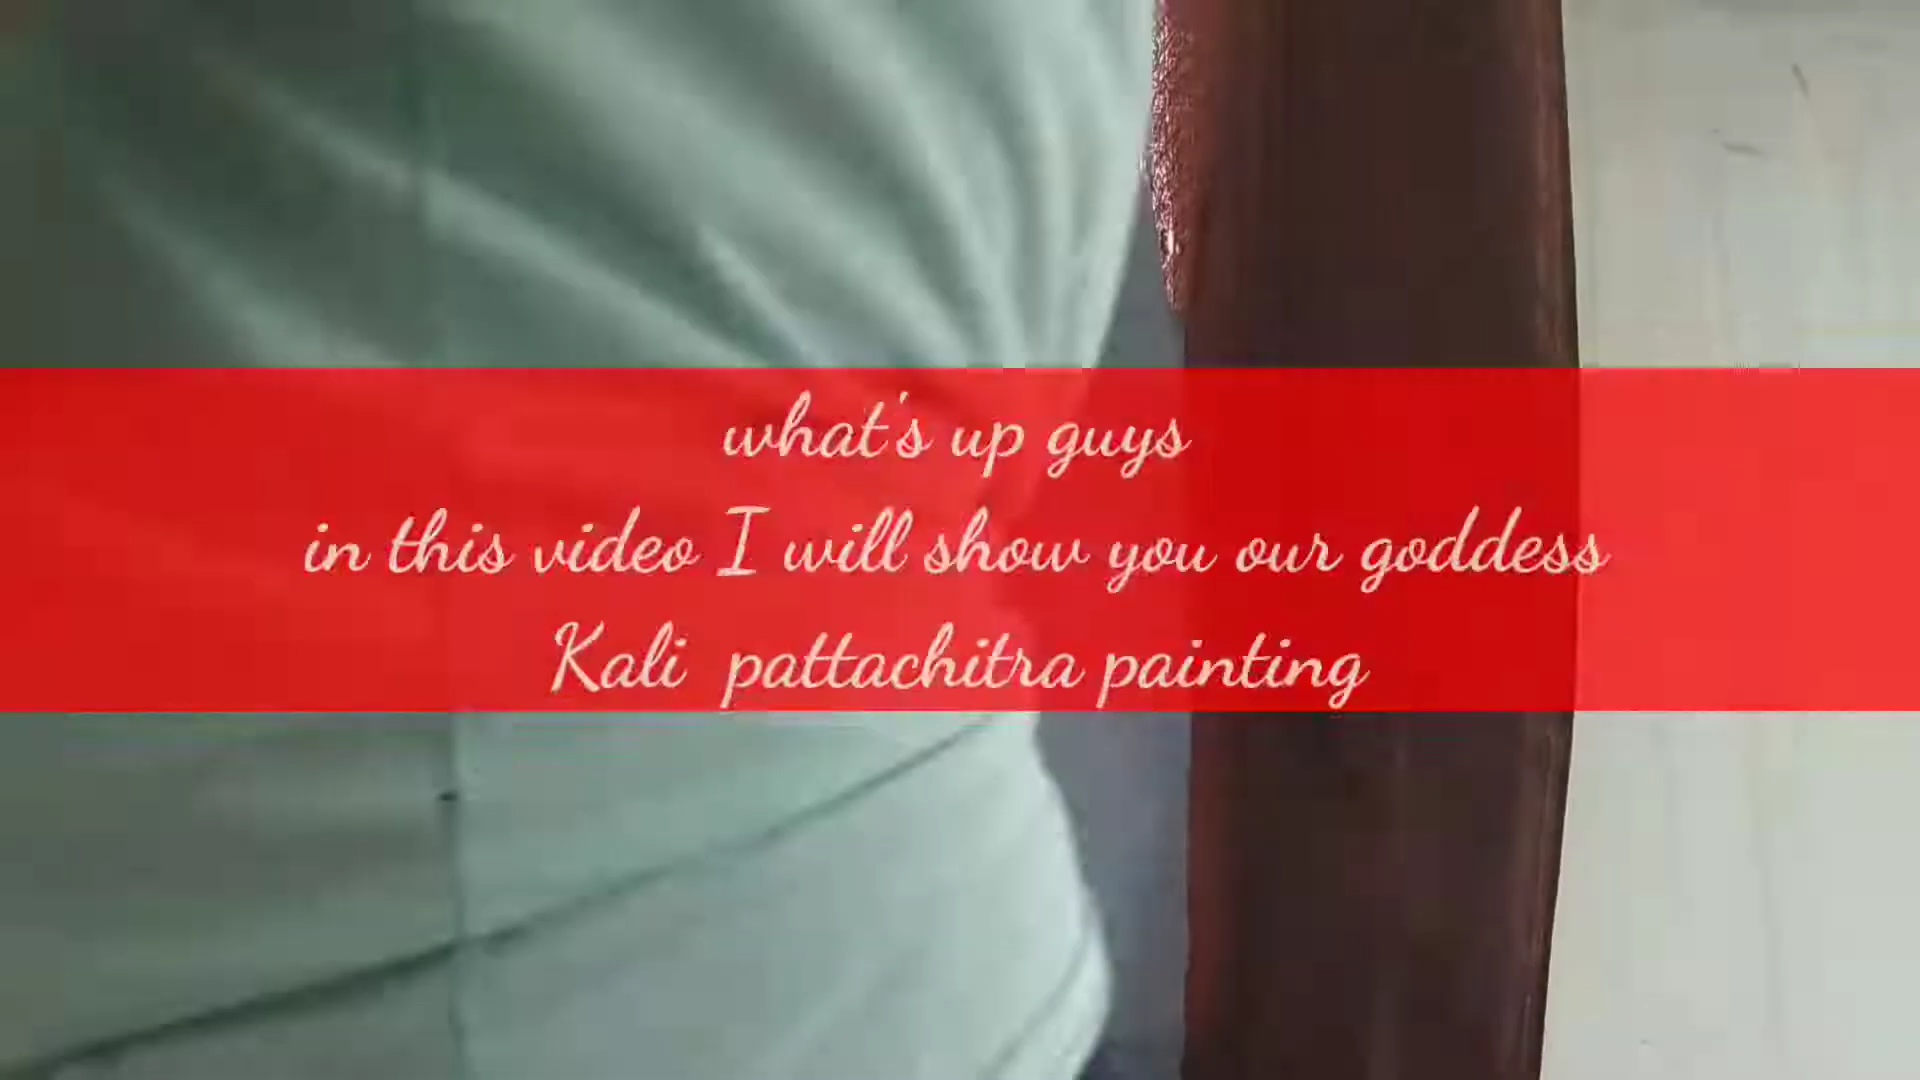 what's up guys
in this video I will show you our goddess
Kali pattachitra painting